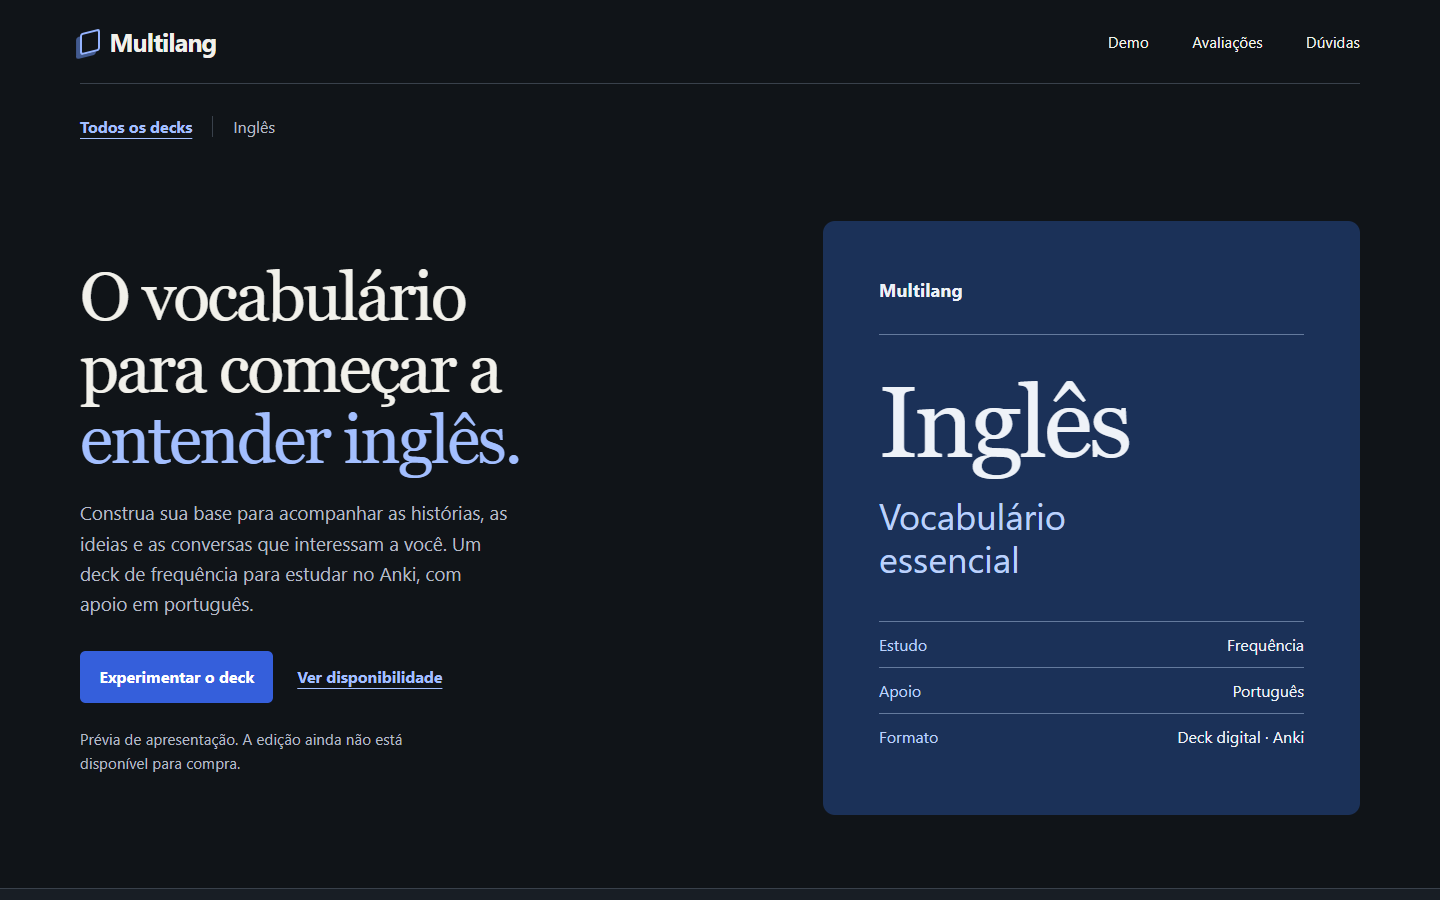 Multilang
Demo
Avaliações
Dúvidas
Todos os decks
Inglês
O vocabulário
para começar a
entender inglês.
Construa sua base para acompanhar as histórias, as
ideias e as conversas que interessam a você. Um
deck de frequência para estudar no Anki, com
apoio em português.
Experimentar o deck
Ver disponibilidade
Prévia de apresentação. A edição ainda não está
disponível para compra.
Multilang
Inglês
Vocabulário
essencial
Estudo Frequência
Apoio Português
Formato Deck digital · Anki